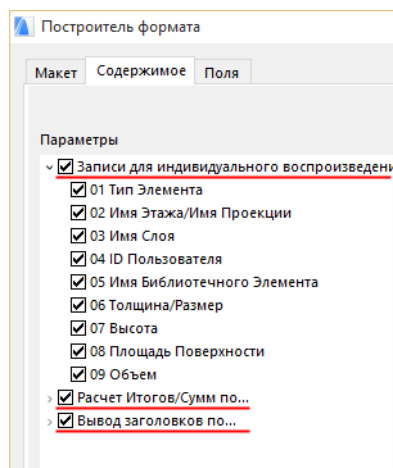 Построитель формата
Макет Содержимое Поля
Параметры
Записи для индивидуального воспроизведени
01 Тип Элемента
02 Имя Этажа/Имя Проекции
03 Имя Слоя
04 ID Пользователя
05 Имя Библиотечного Элемента
06 Толщина/Размер
07 Высота
08 Площадь Поверхности
09 Объем
Расчет Итогов/Сумм по...
Вывод заголовков по...